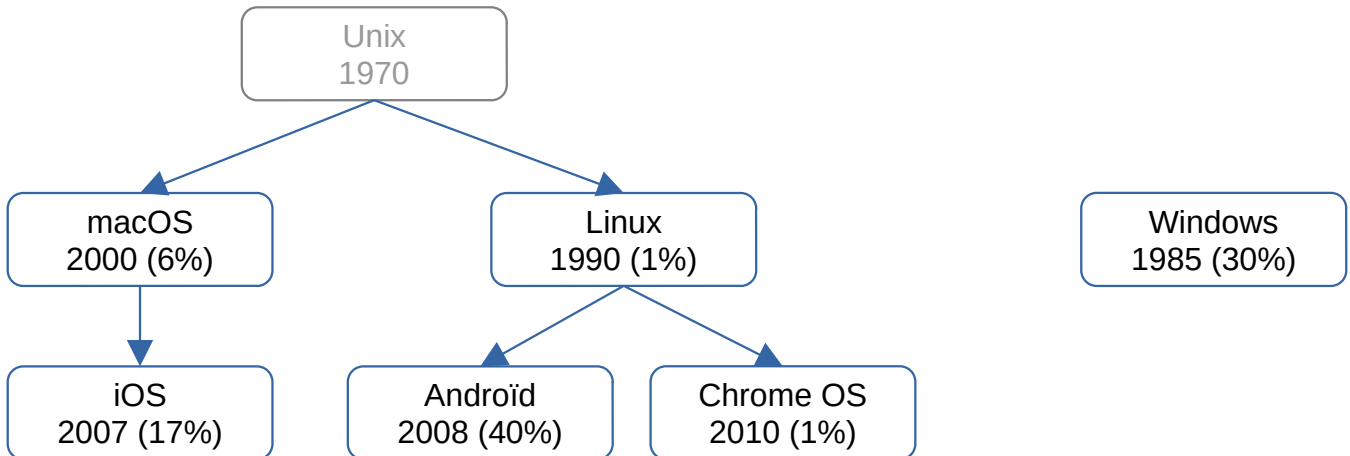 Unix
1970
macOS
2000 (6%)
Linux
1990 (1%)
Windows
1985 (30%)
iOS
2007 (17%)
Androïd
2008 (40%)
Chrome OS
2010 (1%)